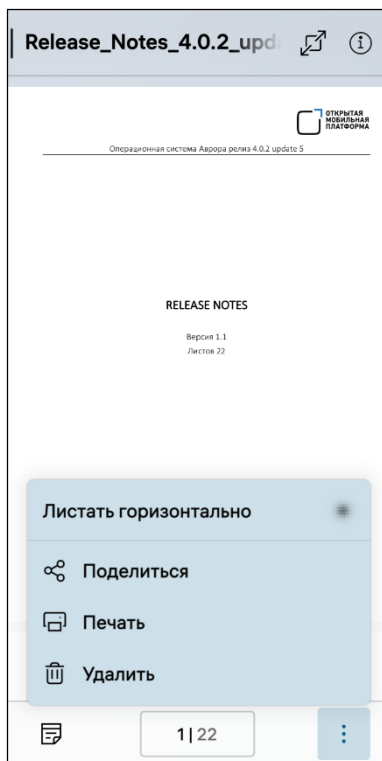 Release_Notes_4.0.2_upd
ОТКРЫТАЯ
МОБИЛЬНАЯ
ПЛАТФОРМА
Операционная система Аврора релиз 4.0.2 update 5
RELEASE NOTES
Версия 1.1
Листов 22
Листать горизонтально
Поделиться
Печать
Удалить
1|22